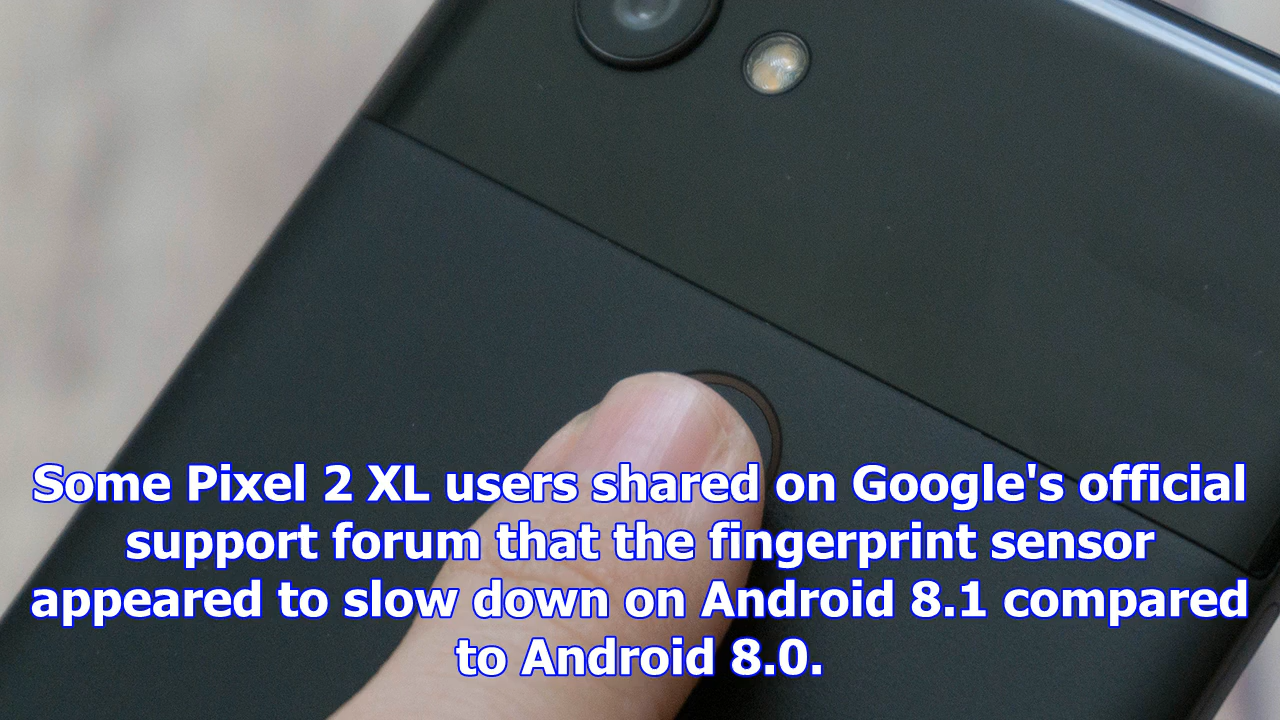 Some Pixel 2 XL users shared on Google's official
support forum that the fingerprint sensor
appeared to slow down on Android 8.1 compared
to Android 8.0.